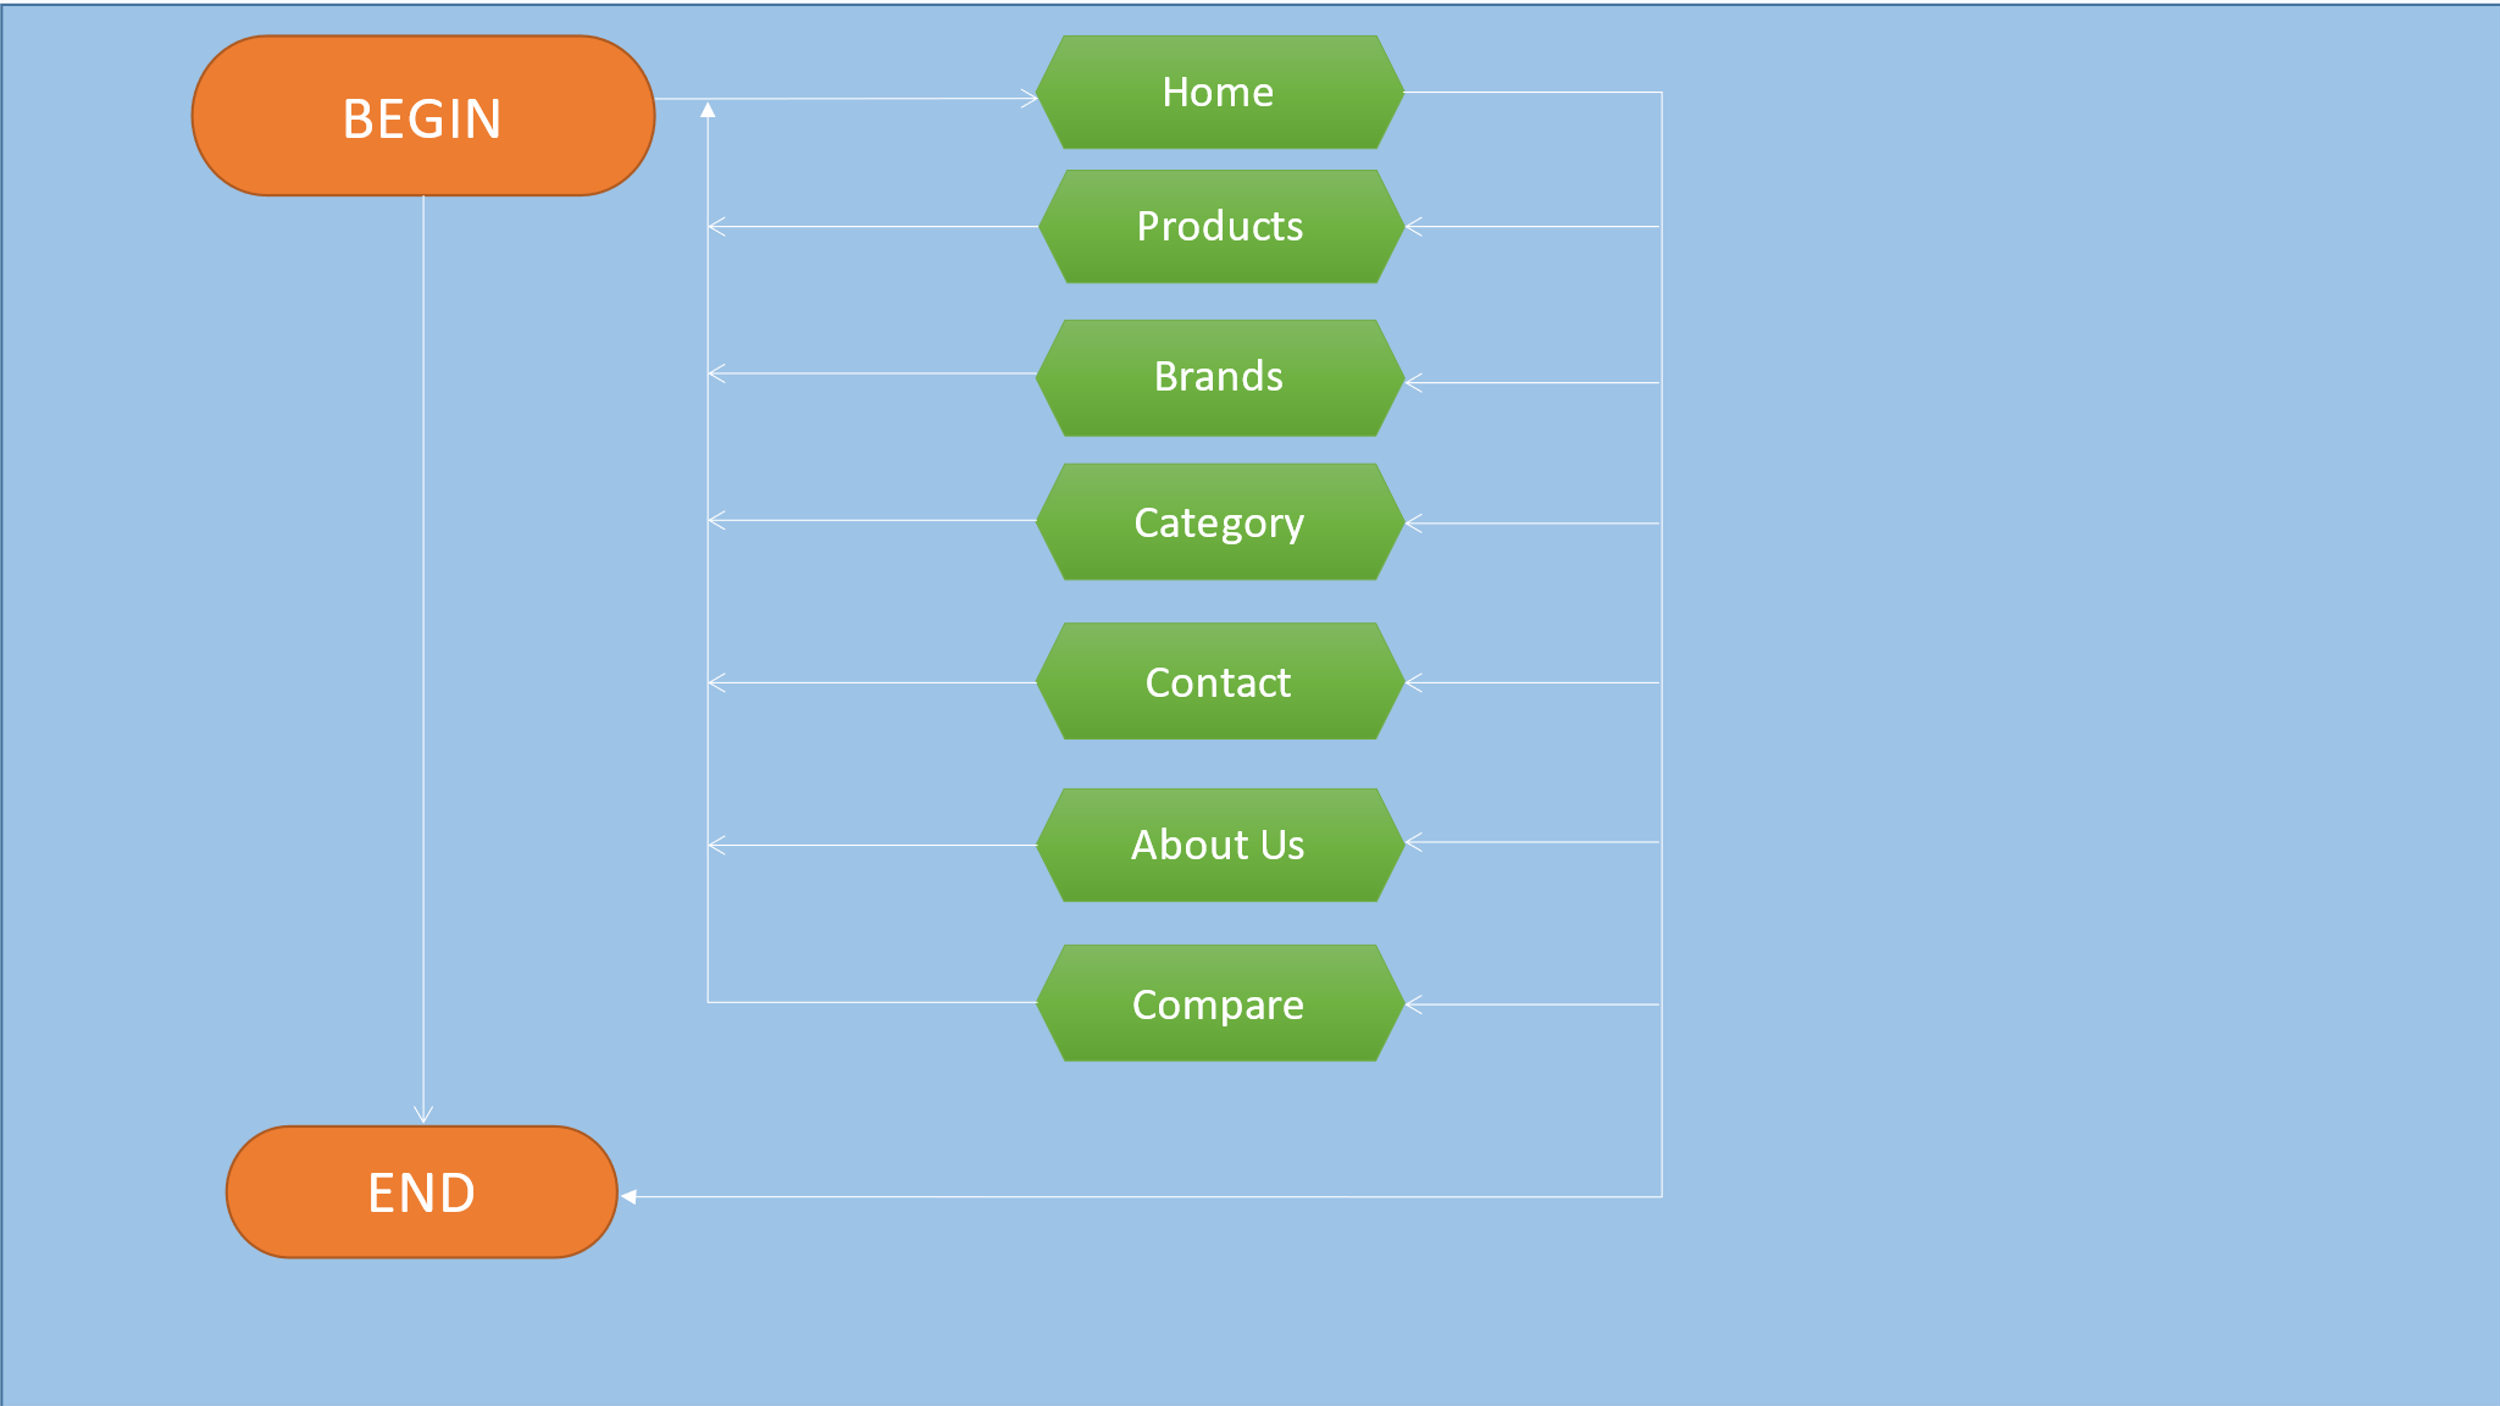 BEGIN
Home
Products
Brands
Category
Contact
About Us
Compare
END